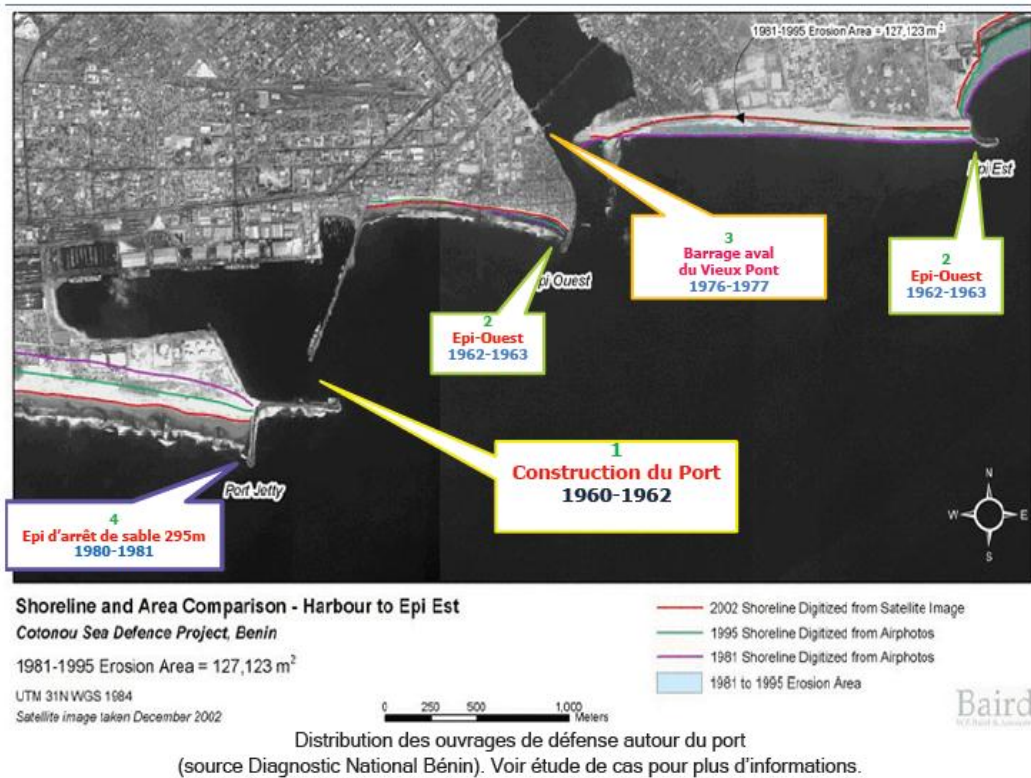 1981-1995 Erosion Area = 127,123 m²
Epi Est
3
Barrage aval
du Vieux Pont
1976-1977
2
Epi-Ouest
1962-1963
pi Ouest
2
Epi-Ouest
1962-1963
1
Construction du Port
1960-1962
Port Jetty
4
Epi d'arrêt de sable 295m
1980-1981
N
W
E
S
Shoreline and Area Comparison - Harbour to Epi Est
Cotonou Sea Defence Project, Benin
1981-1995 Erosion Area = 127,123 m²
UTM 31N WGS 1984
Satellite image taken December 2002
0 250 500 1,000
Meters
2002 Shoreline Digitized from Satellite Image
1995 Shoreline Digitized from Airphotos
1981 Shoreline Digitized from Airphotos
1981 to 1995 Erosion Area
Baird
Distribution des ouvrages de défense autour du port
(source Diagnostic National Bénin). Voir étude de cas pour plus d'informations.